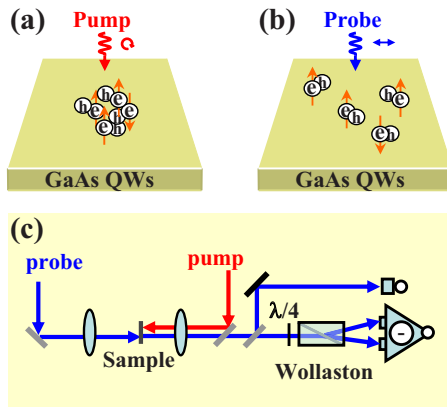 (a)
Pump
h e h e
e h e h
GaAs QWs
(b)
Probe
e h
h e
e h
e h
GaAs QWs
(c)
probe
pump
λ/4
Sample
Wollaston
-